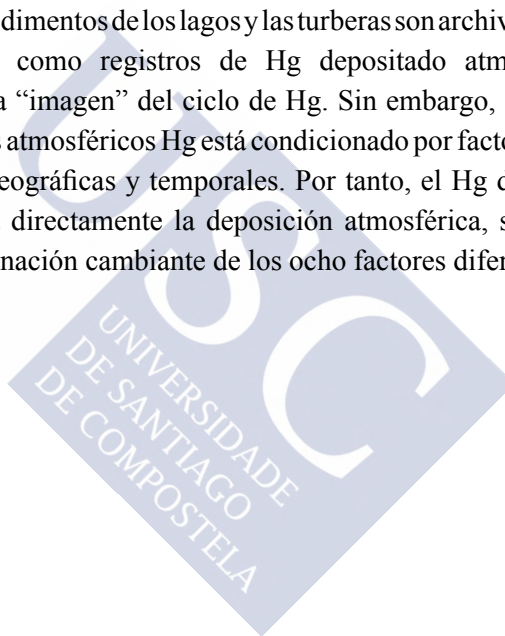 dimentos de los lagos y las turberas son archiv
como registros de Hg depositado atm
a “imagen” del ciclo de Hg. Sin embargo,
s atmosféricos Hg está condicionado por facto
eográficas y temporales. Por tanto, el Hg d
directamente la deposición atmosférica, s
nación cambiante de los ocho factores difer
USC
UNIVERSIDADE
DE SANTIAGO
DE COMPOSTELA